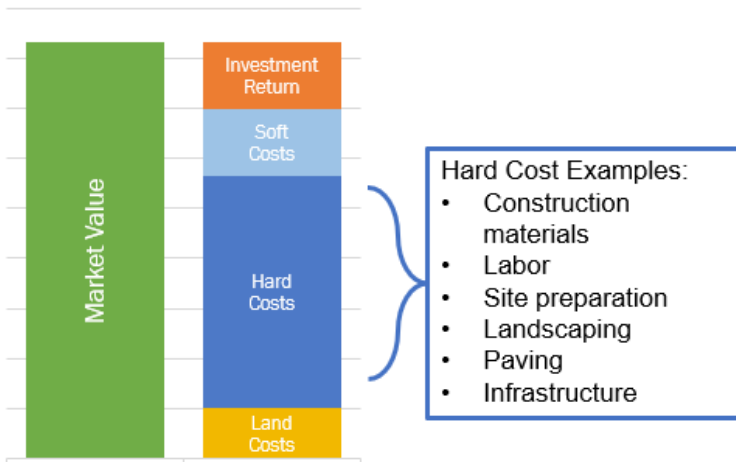 Market Value
Investment
Return
Soft
Costs
Hard
Costs
Land
Costs
Hard Cost Examples:
• Construction
materials
• Labor
• Site preparation
• Landscaping
• Paving
• Infrastructure